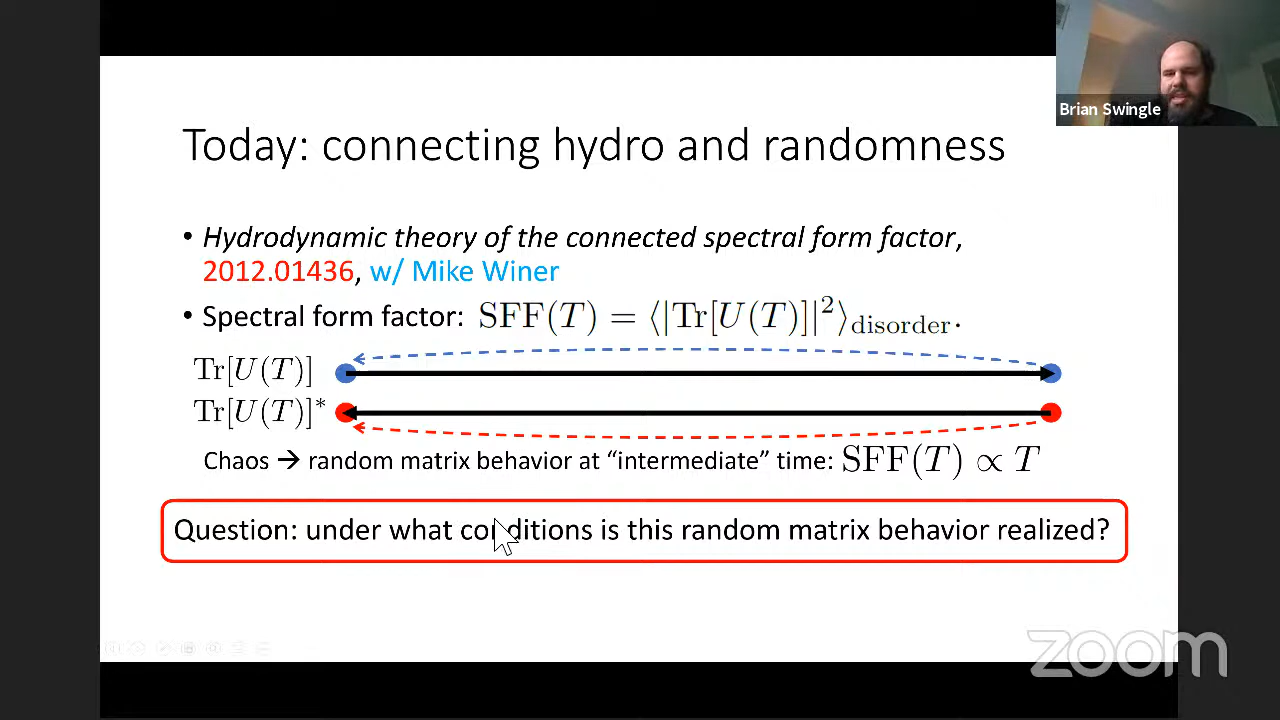 Brian Swingle
Today: connecting hydro and randomness
• Hydrodynamic theory of the connected spectral form factor,
2012.01436, w/ Mike Winer
• Spectral form factor: SFF(T) = ⟨|Tr[U(T)]|²⟩disorder.
Tr[U(T)]
Tr[U(T)]*
Chaos → random matrix behavior at “intermediate” time: SFF(T) ∝ T
Question: under what conditions is this random matrix behavior realized?
zoom